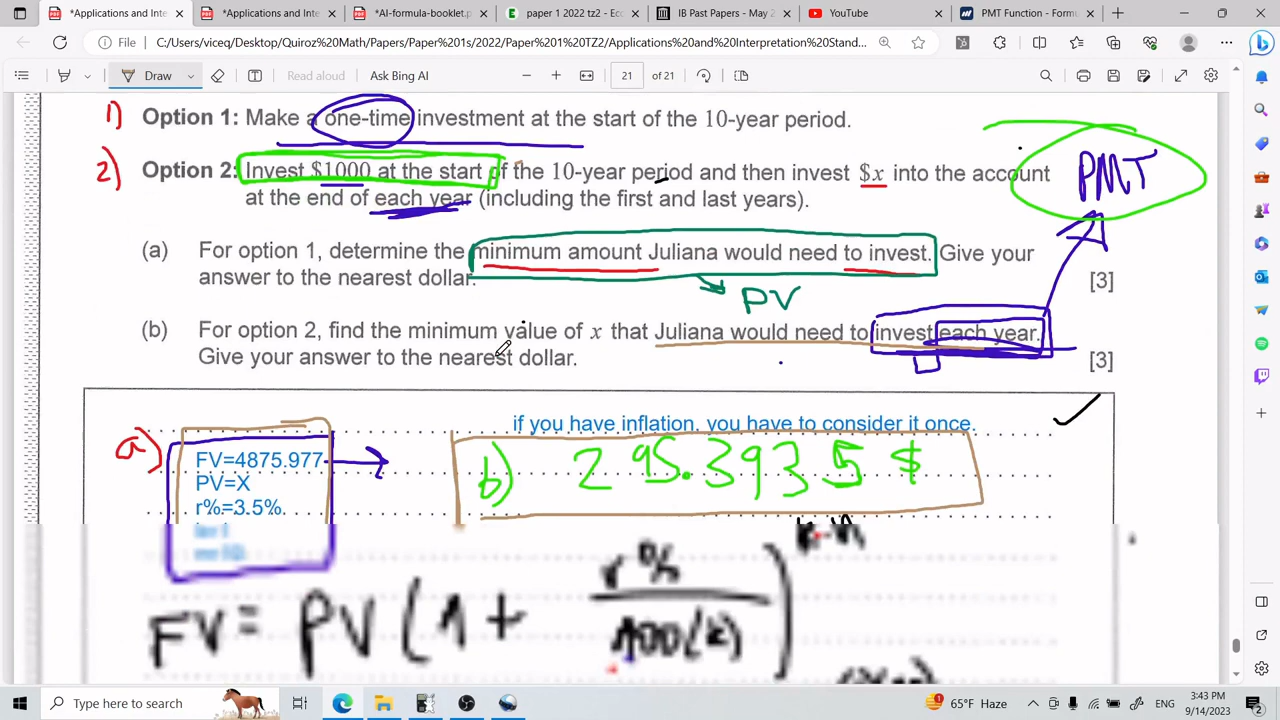 *Applications and Inter
*Applications and Interpretation
*AI-formula-booklet.p
paper 1 2022 tz2 - Ec
IB Past Papers - May 2
YouTube
PMT Function - Formu
File
C:/Users/viceq/Desktop/Quiroz%20Math/Papers/Paper%201s/2022/Paper%201%20TZ2/Applications%20and%20Interpretation%20Stand...
Draw
Read aloud
Ask Bing AI
21
of 21
1) Option 1: Make a one-time investment at the start of the 10-year period.
2) Option 2: Invest $1000 at the start of the 10-year period and then invest $x into the account
at the end of each year (including the first and last years).
PMT
(a) For option 1, determine the minimum amount Juliana would need to invest. Give your
answer to the nearest dollar.
[3]
PV
(b) For option 2, find the minimum value of x that Juliana would need to invest each year.
Give your answer to the nearest dollar.
[3]
if you have inflation, you have to consider it once.
a)
FV=4875.977
PV=X
r%=3.5%.
b) 295.3935 $
FV= PV(1+ r%/100(k))^k·n
Type here to search
65°F Haze
ENG
3:43 PM
9/14/2023
2